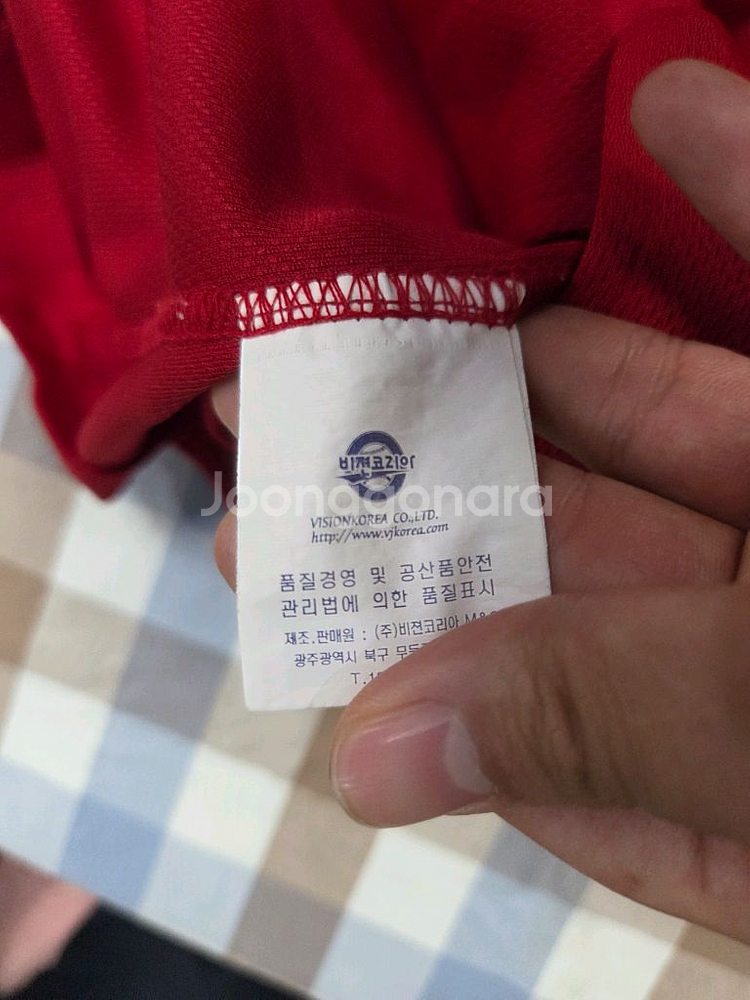 비젼코리아
Joonggonara
VISIONKOREA CO.,LTD.
http://www.vjkorea.com
품질경영 및 공산품안전
관리법에 의한 품질표시
제조.판매원 : (주)비젼코리아
광주광역시 북구